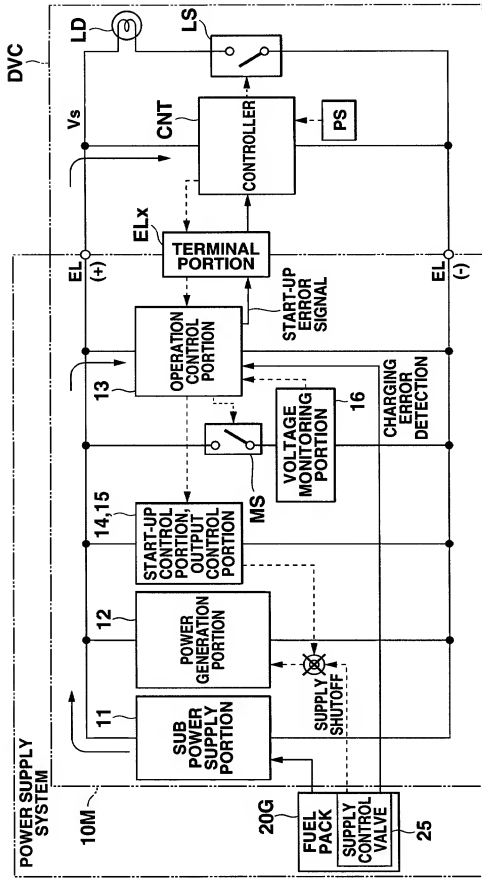 DVC
LD
LS
Vs
CNT
CONTROLLER
PS
ELx
TERMINAL
PORTION
EL
(+)
EL
(-)
START-UP
ERROR
SIGNAL
13
OPERATION
CONTROL
PORTION
16
VOLTAGE
MONITORING
PORTION
CHARGING
ERROR
DETECTION
MS
14,15
START-UP
CONTROL
PORTION,
OUTPUT
CONTROL
PORTION
12
POWER
GENERATION
PORTION
SUPPLY
SHUTOFF
11
SUB
POWER
SUPPLY
PORTION
POWER SUPPLY
SYSTEM
10M
20G
FUEL
PACK
SUPPLY
CONTROL
VALVE
25